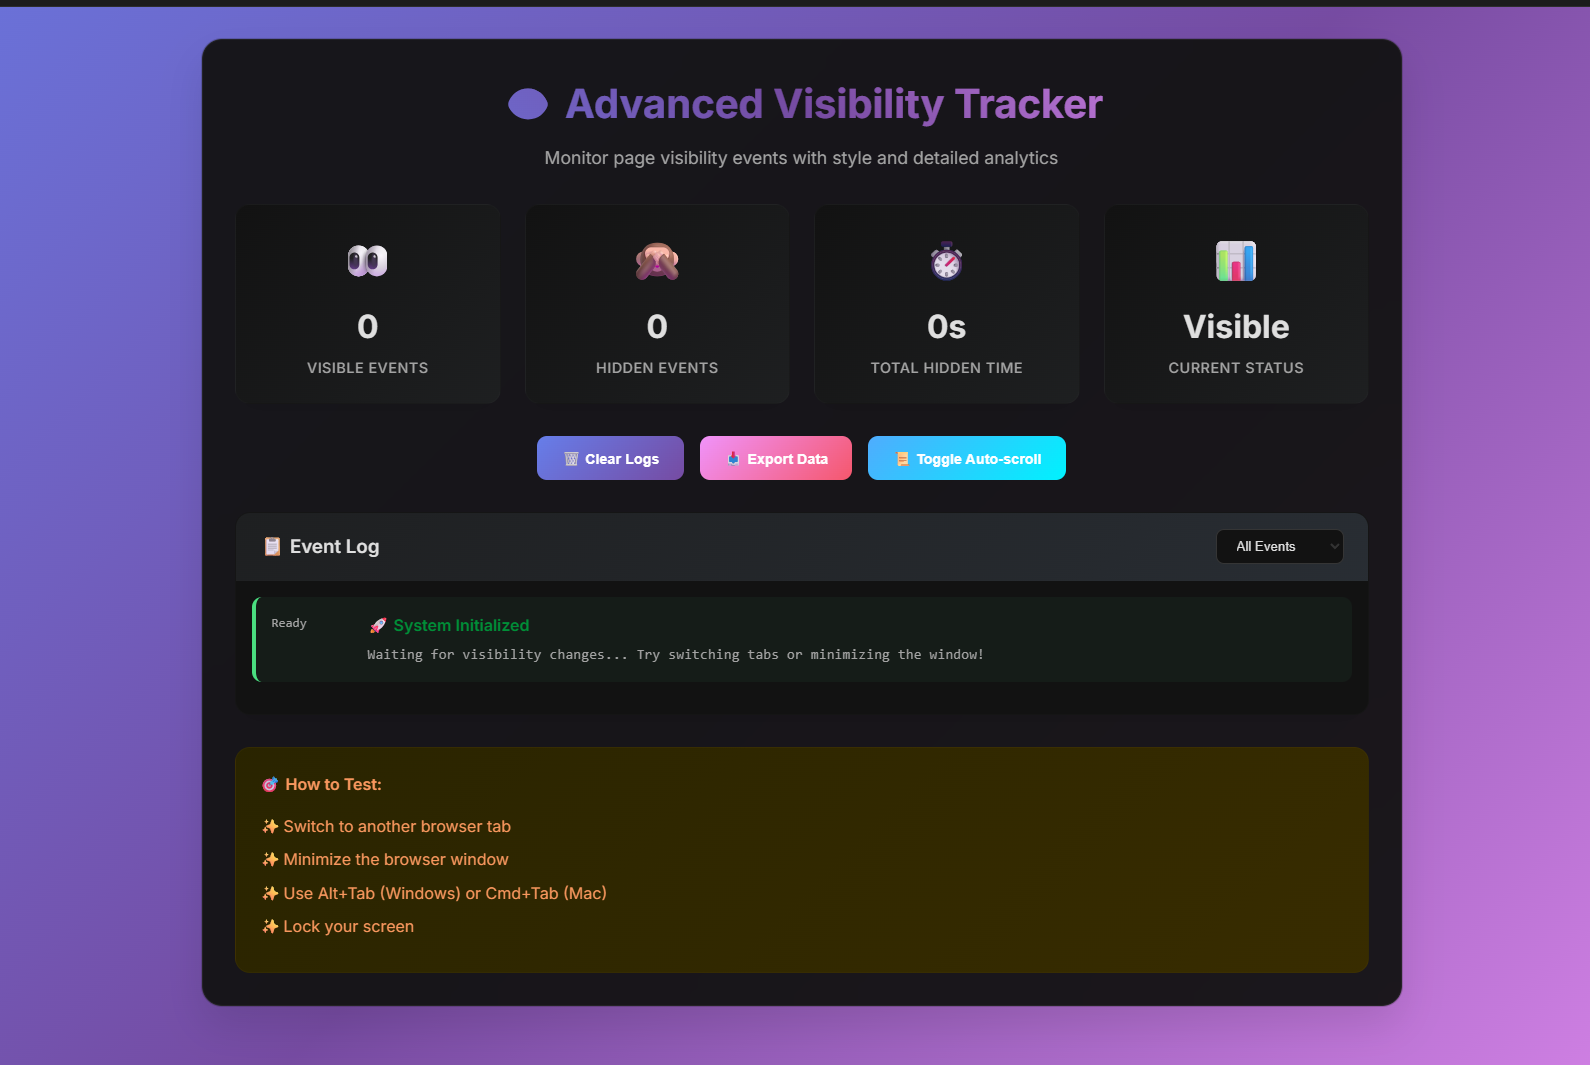 Advanced Visibility Tracker
Monitor page visibility events with style and detailed analytics
0
VISIBLE EVENTS
0
HIDDEN EVENTS
0s
TOTAL HIDDEN TIME
Visible
CURRENT STATUS
Clear Logs
Export Data
Toggle Auto-scroll
Event Log
All Events
Ready
System Initialized
Waiting for visibility changes... Try switching tabs or minimizing the window!
How to Test:
Switch to another browser tab
Minimize the browser window
Use Alt+Tab (Windows) or Cmd+Tab (Mac)
Lock your screen